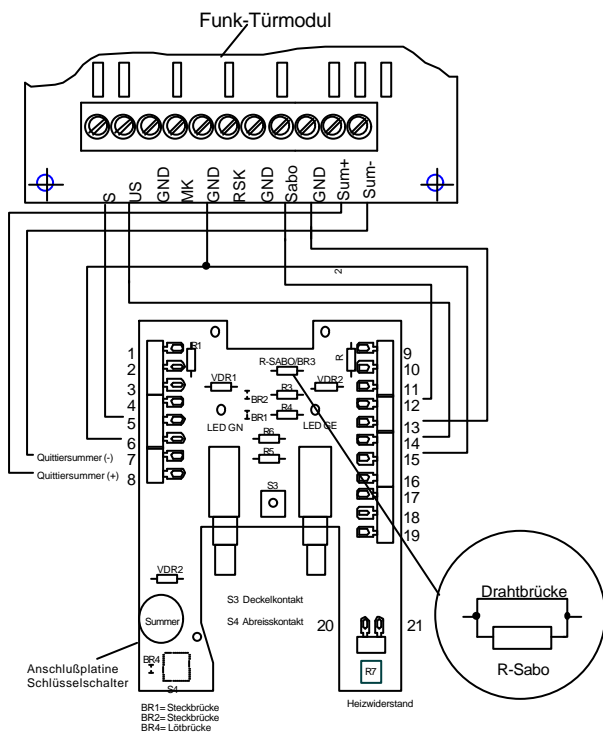 Funk-Türmodul
S
US
GND
MK
GND
RSK
GND
Sabo
GND
Sum+
Sum-
2
1
2
3
4
5
6
7
8
R1
VDR1
BR2
BR1
R-SABO/BR3
R3
R4
VDR2
R
LED GN
LED GE
R6
R5
S3
9
10
11
12
13
14
15
16
17
18
19
Quittiersummer (-)
Quittiersummer (+)
VDR2
Summer
S3 Deckelkontakt
S4 Abreisskontakt
20
21
Drahtbrücke
R-Sabo
Anschlußplatine
Schlüsselschalter
BR4
S4
R7
BR1= Steckbrücke
BR2= Steckbrücke
BR4= Lötbrücke
Heizwiderstand